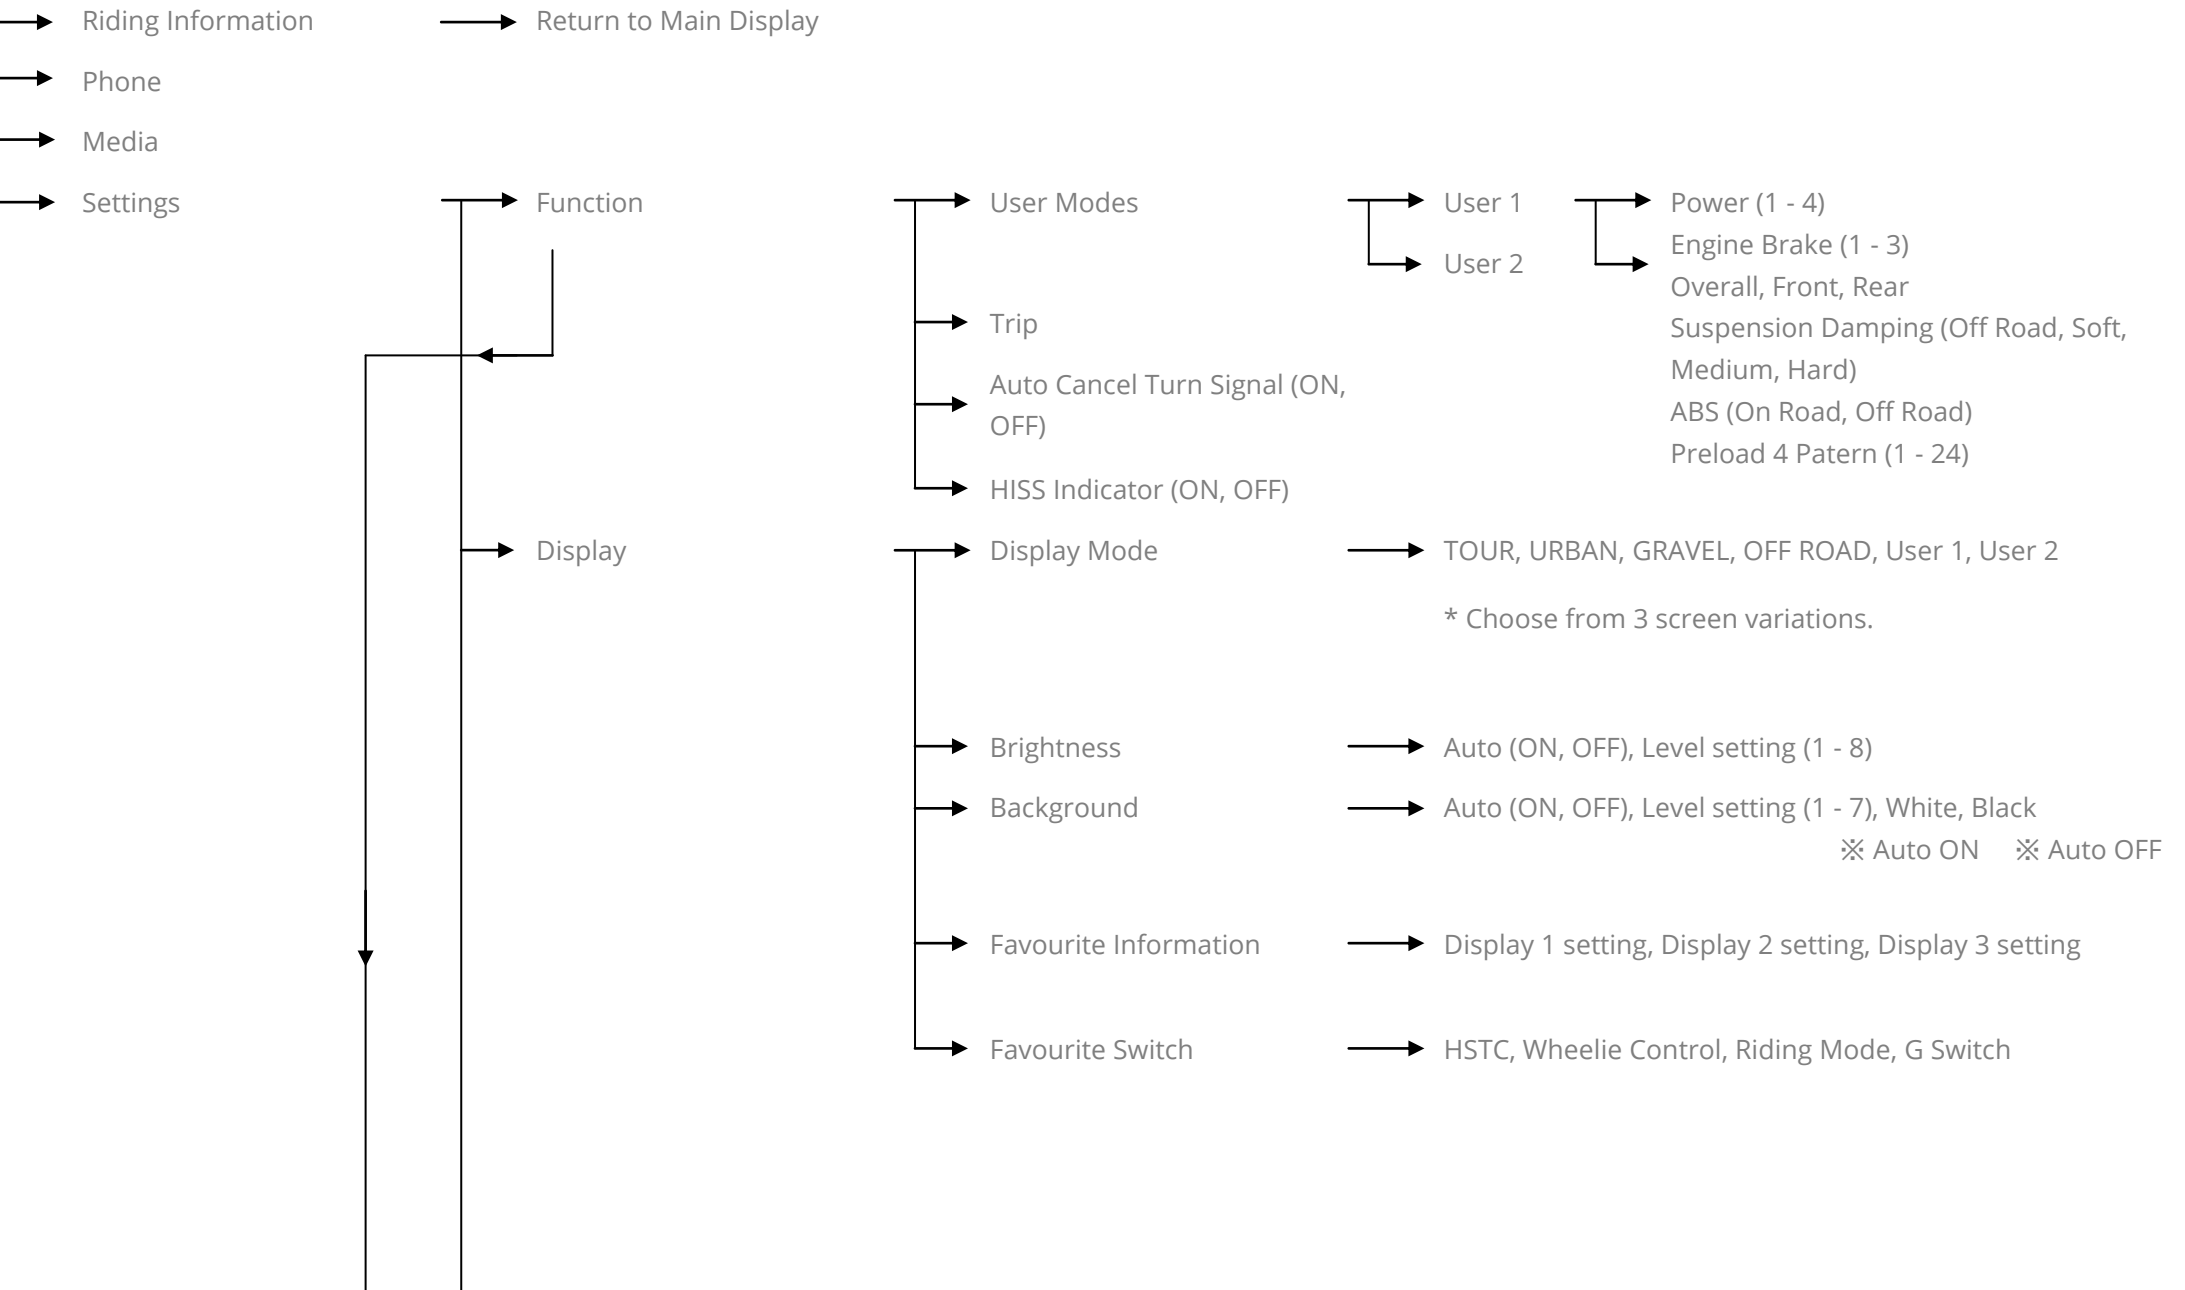 Riding Information
Return to Main Display
Phone
Media
Settings
Function
User Modes
User 1
User 2
Power (1 - 4)
Engine Brake (1 - 3)
Overall, Front, Rear
Suspension Damping (Off Road, Soft,
Medium, Hard)
ABS (On Road, Off Road)
Preload 4 Patern (1 - 24)
Trip
Auto Cancel Turn Signal (ON,
OFF)
HISS Indicator (ON, OFF)
Display
Display Mode
TOUR, URBAN, GRAVEL, OFF ROAD, User 1, User 2
* Choose from 3 screen variations.
Brightness
Auto (ON, OFF), Level setting (1 - 8)
Background
Auto (ON, OFF), Level setting (1 - 7), White, Black
※ Auto ON ※ Auto OFF
Favourite Information
Display 1 setting, Display 2 setting, Display 3 setting
Favourite Switch
HSTC, Wheelie Control, Riding Mode, G Switch